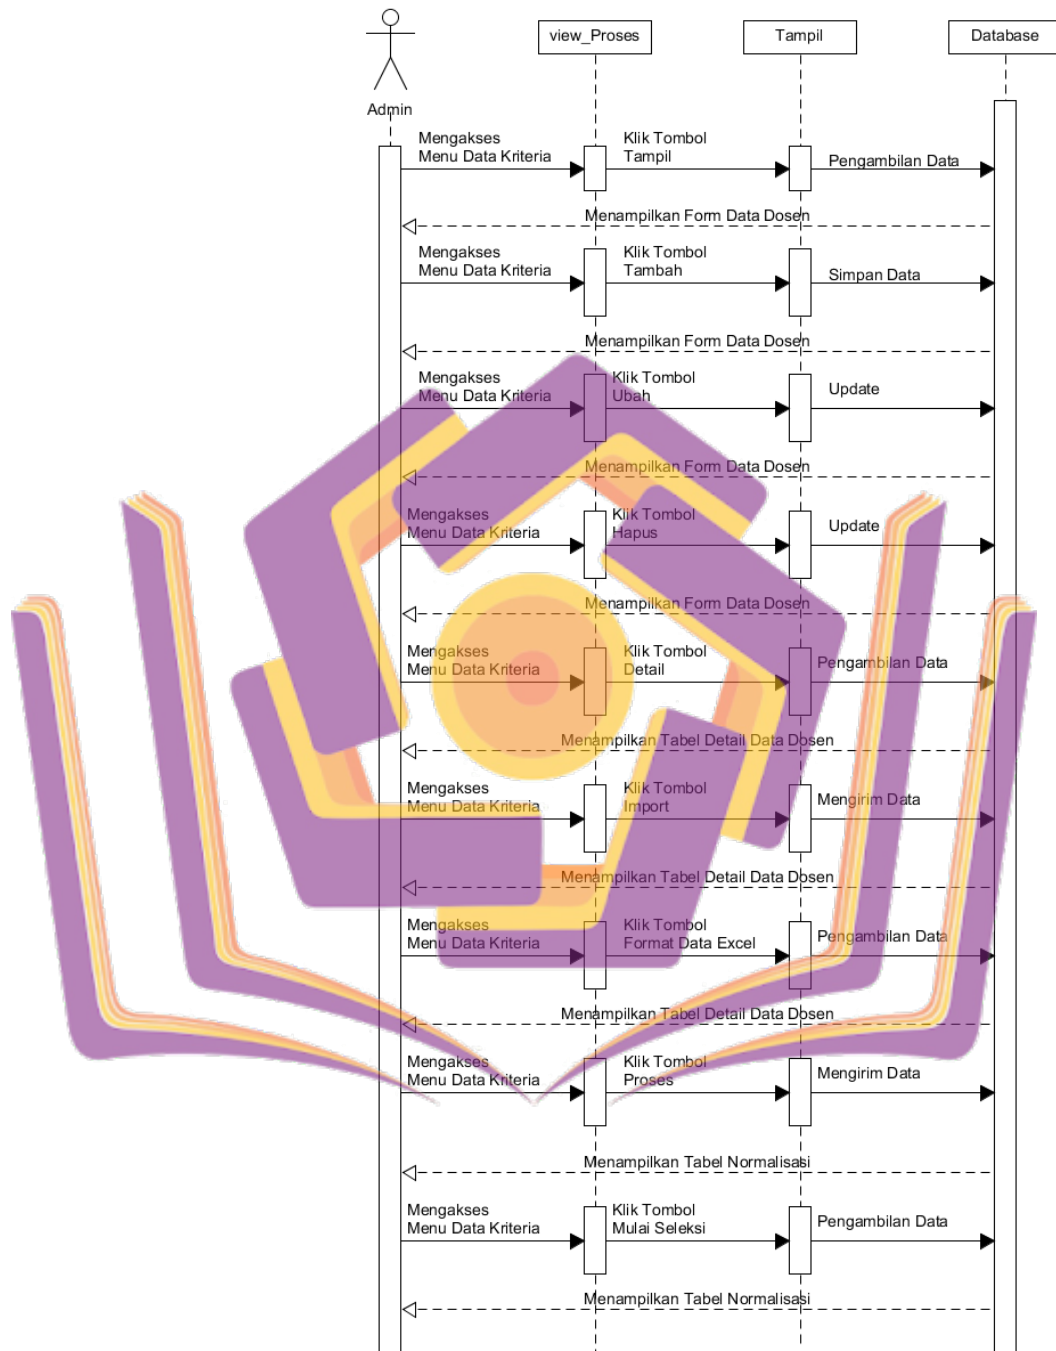 view_Proses
Tampil
Database
Admin
Mengakses
Menu Data Kriteria
Klik Tombol
Tampil
Pengambilan Data
Menampilkan Form Data Dosen
Mengakses
Menu Data Kriteria
Klik Tombol
Tambah
Simpan Data
Menampilkan Form Data Dosen
Mengakses
Menu Data Kriteria
Klik Tombol
Ubah
Update
Menampilkan Form Data Dosen
Mengakses
Menu Data Kriteria
Klik Tombol
Hapus
Update
Menampilkan Form Data Dosen
Mengakses
Menu Data Kriteria
Klik Tombol
Detail
Pengambilan Data
Menampilkan Tabel Detail Data Dosen
Mengakses
Menu Data Kriteria
Klik Tombol
Import
Mengirim Data
Menampilkan Tabel Detail Data Dosen
Mengakses
Menu Data Kriteria
Klik Tombol
Format Data Excel
Pengambilan Data
Menampilkan Tabel Detail Data Dosen
Mengakses
Menu Data Kriteria
Klik Tombol
Proses
Mengirim Data
Menampilkan Tabel Normalisasi
Mengakses
Menu Data Kriteria
Klik Tombol
Mulai Seleksi
Pengambilan Data
Menampilkan Tabel Normalisasi